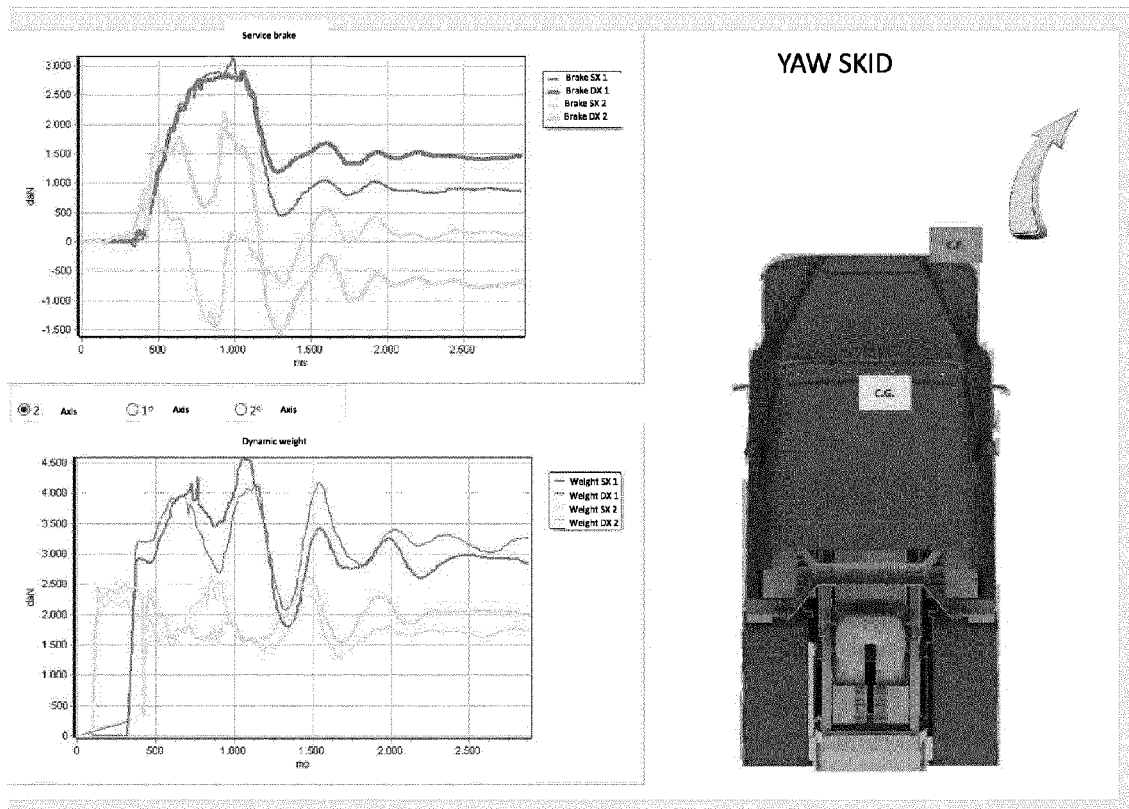 Service brake
YAW SKID
3.000
2.500
2.000
1.500
1.000
500
0
-500
-1.000
-1.500
daN
0 500 1.000 1.500 2.000 2.500
ms
Brake SX 1
Brake DX 1
Brake SX 2
Brake DX 2
C.F.
C.G.
2 Axis 1º Axis 2º Axis
Dynamic weight
4.500
4.000
3.500
3.000
2.500
2.000
1.500
1.000
500
0
daN
0 500 1.000 1.500 2.000 2.500
Weight SX 1
Weight DX 1
Weight SX 2
Weight DX 2